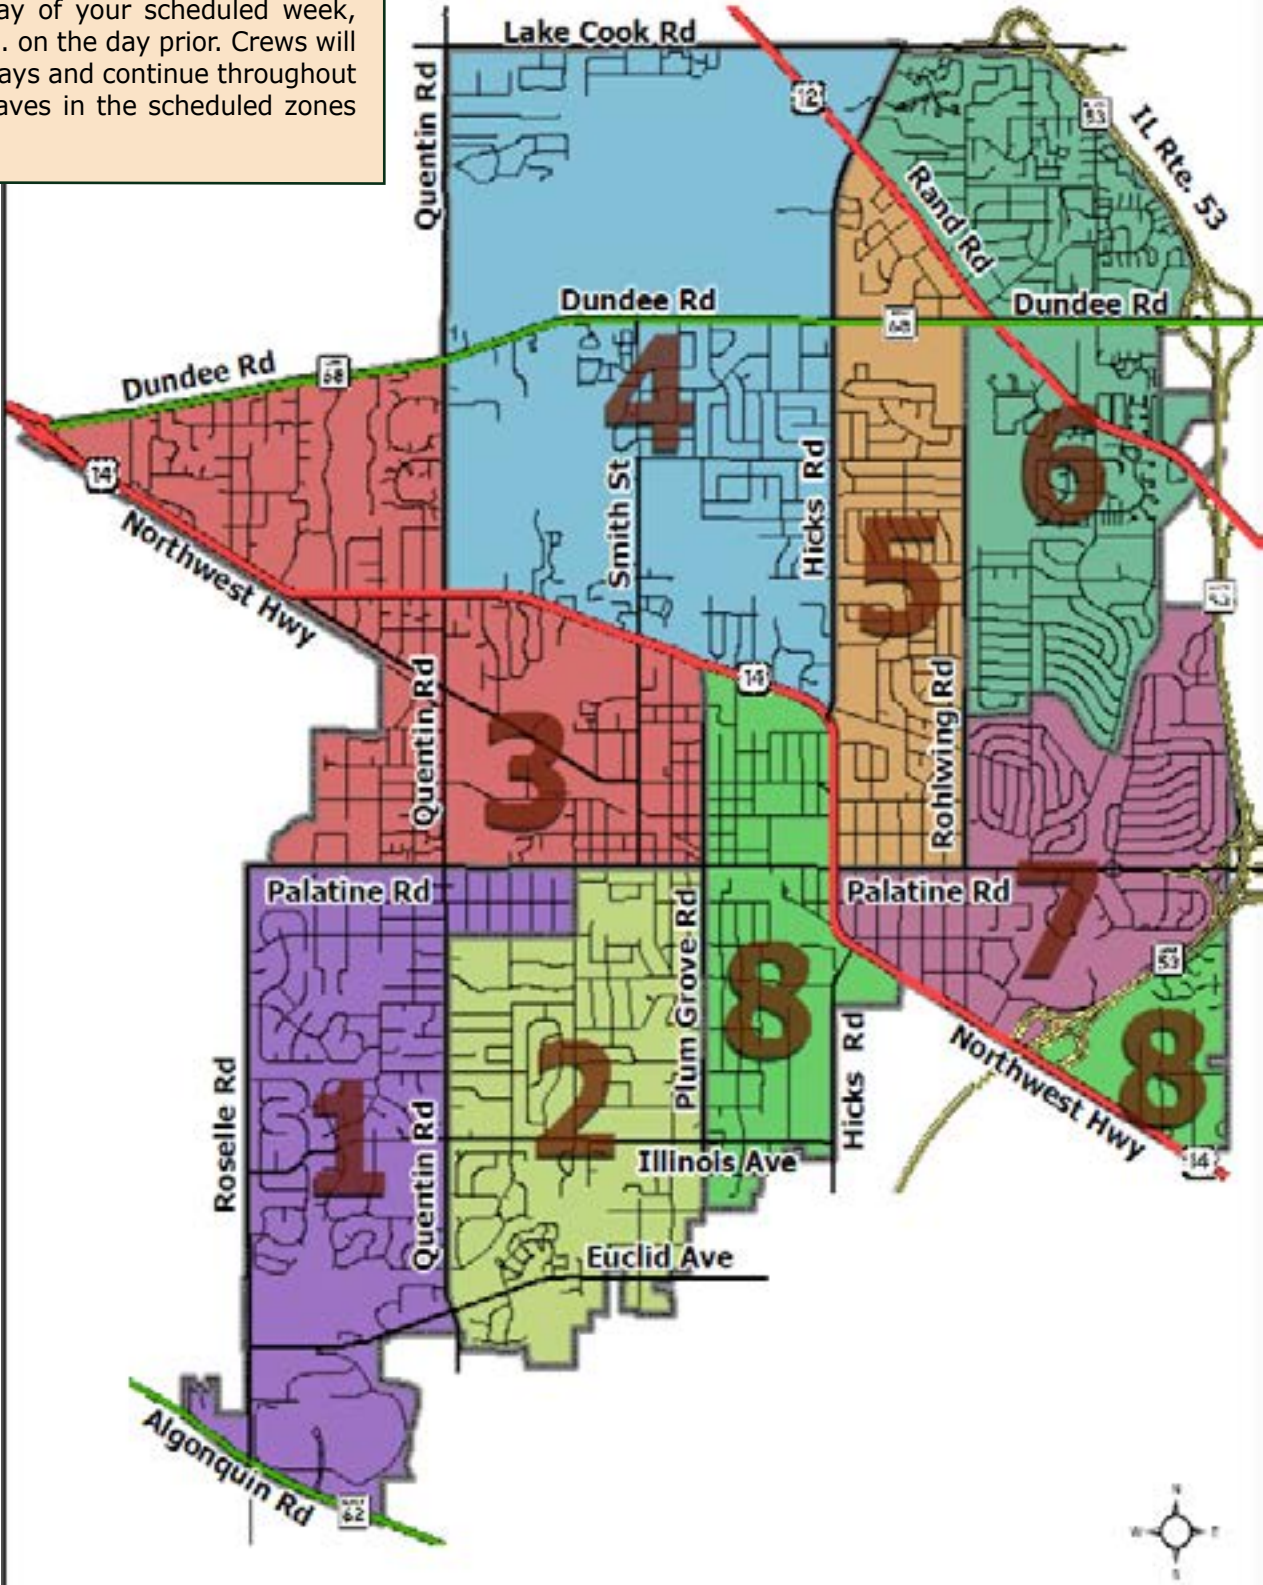 ay of your scheduled week,
. on the day prior. Crews will
ays and continue throughout
aves in the scheduled zones
Lake Cook Rd
Quentin Rd
12
53
IL Rte. 53
Rand Rd
Dundee Rd
Dundee Rd
68
Dundee Rd
68
4
6
14
Northwest Hwy
Smith St
Hicks Rd
5
53
14
Quentin Rd
3
Rohlwing Rd
Palatine Rd
Palatine Rd
7
Plum Grove Rd
8
53
Roselle Rd
1
Quentin Rd
2
Hicks Rd
Northwest Hwy
8
14
Illinois Ave
Euclid Ave
Algonquin Rd
62
N
W
E
S